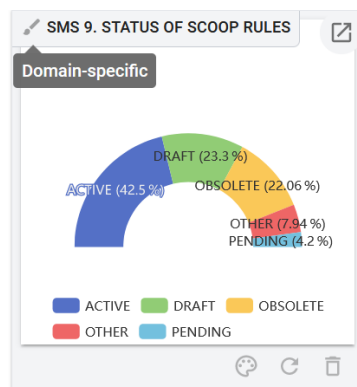 SMS 9. STATUS OF SCOOP RULES
Domain-specific
DRAFT (23.3 %)
ACTIVE (42.5 %)
OBSOLETE (22.06 %)
OTHER (7.94 %)
PENDING (4.2 %)
ACTIVE DRAFT OBSOLETE
OTHER PENDING